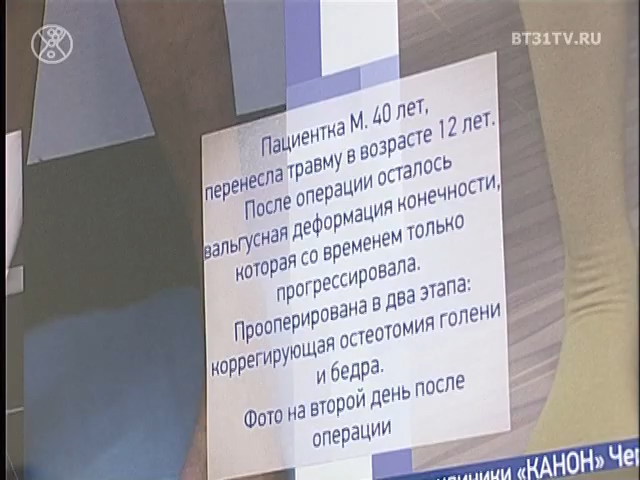 BT31TV.RU
Пациентка М. 40 лет,
перенесла травму в возрасте 12 лет.
После операции осталось
вальгусная деформация конечности,
которая со временем только
прогрессировала.
Прооперирована в два этапа:
коррегирующая остеотомия голени
и бедра.
Фото на второй день после
операции
«КАНОН»